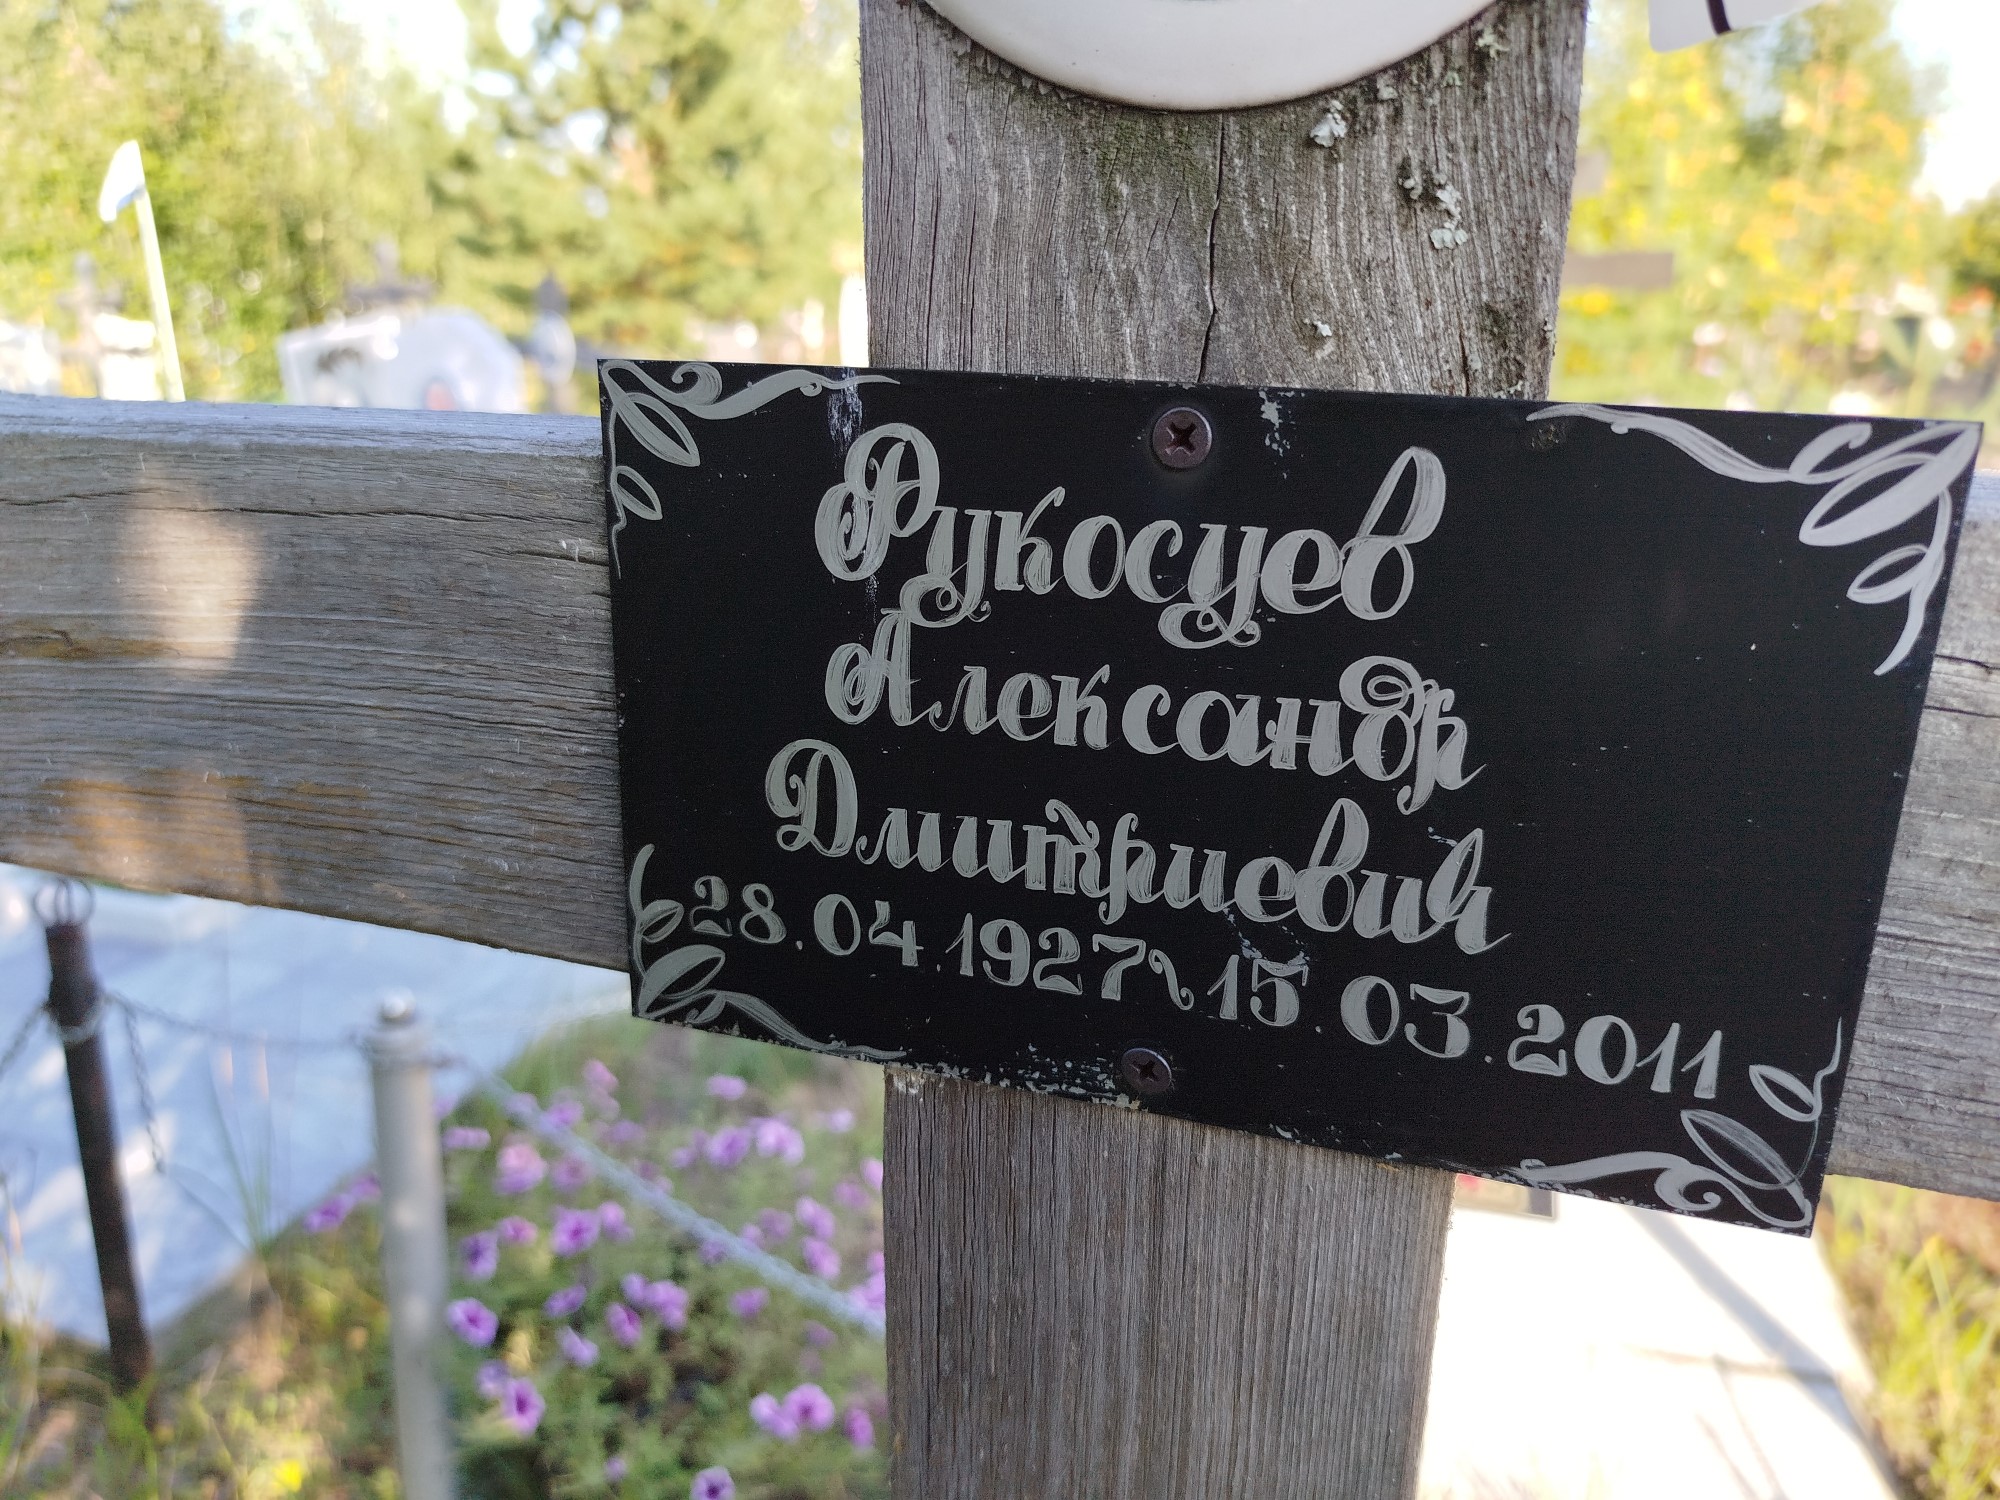 Рукосуев
Александр
Дмитриевич
28.04.1927~15.03.2011